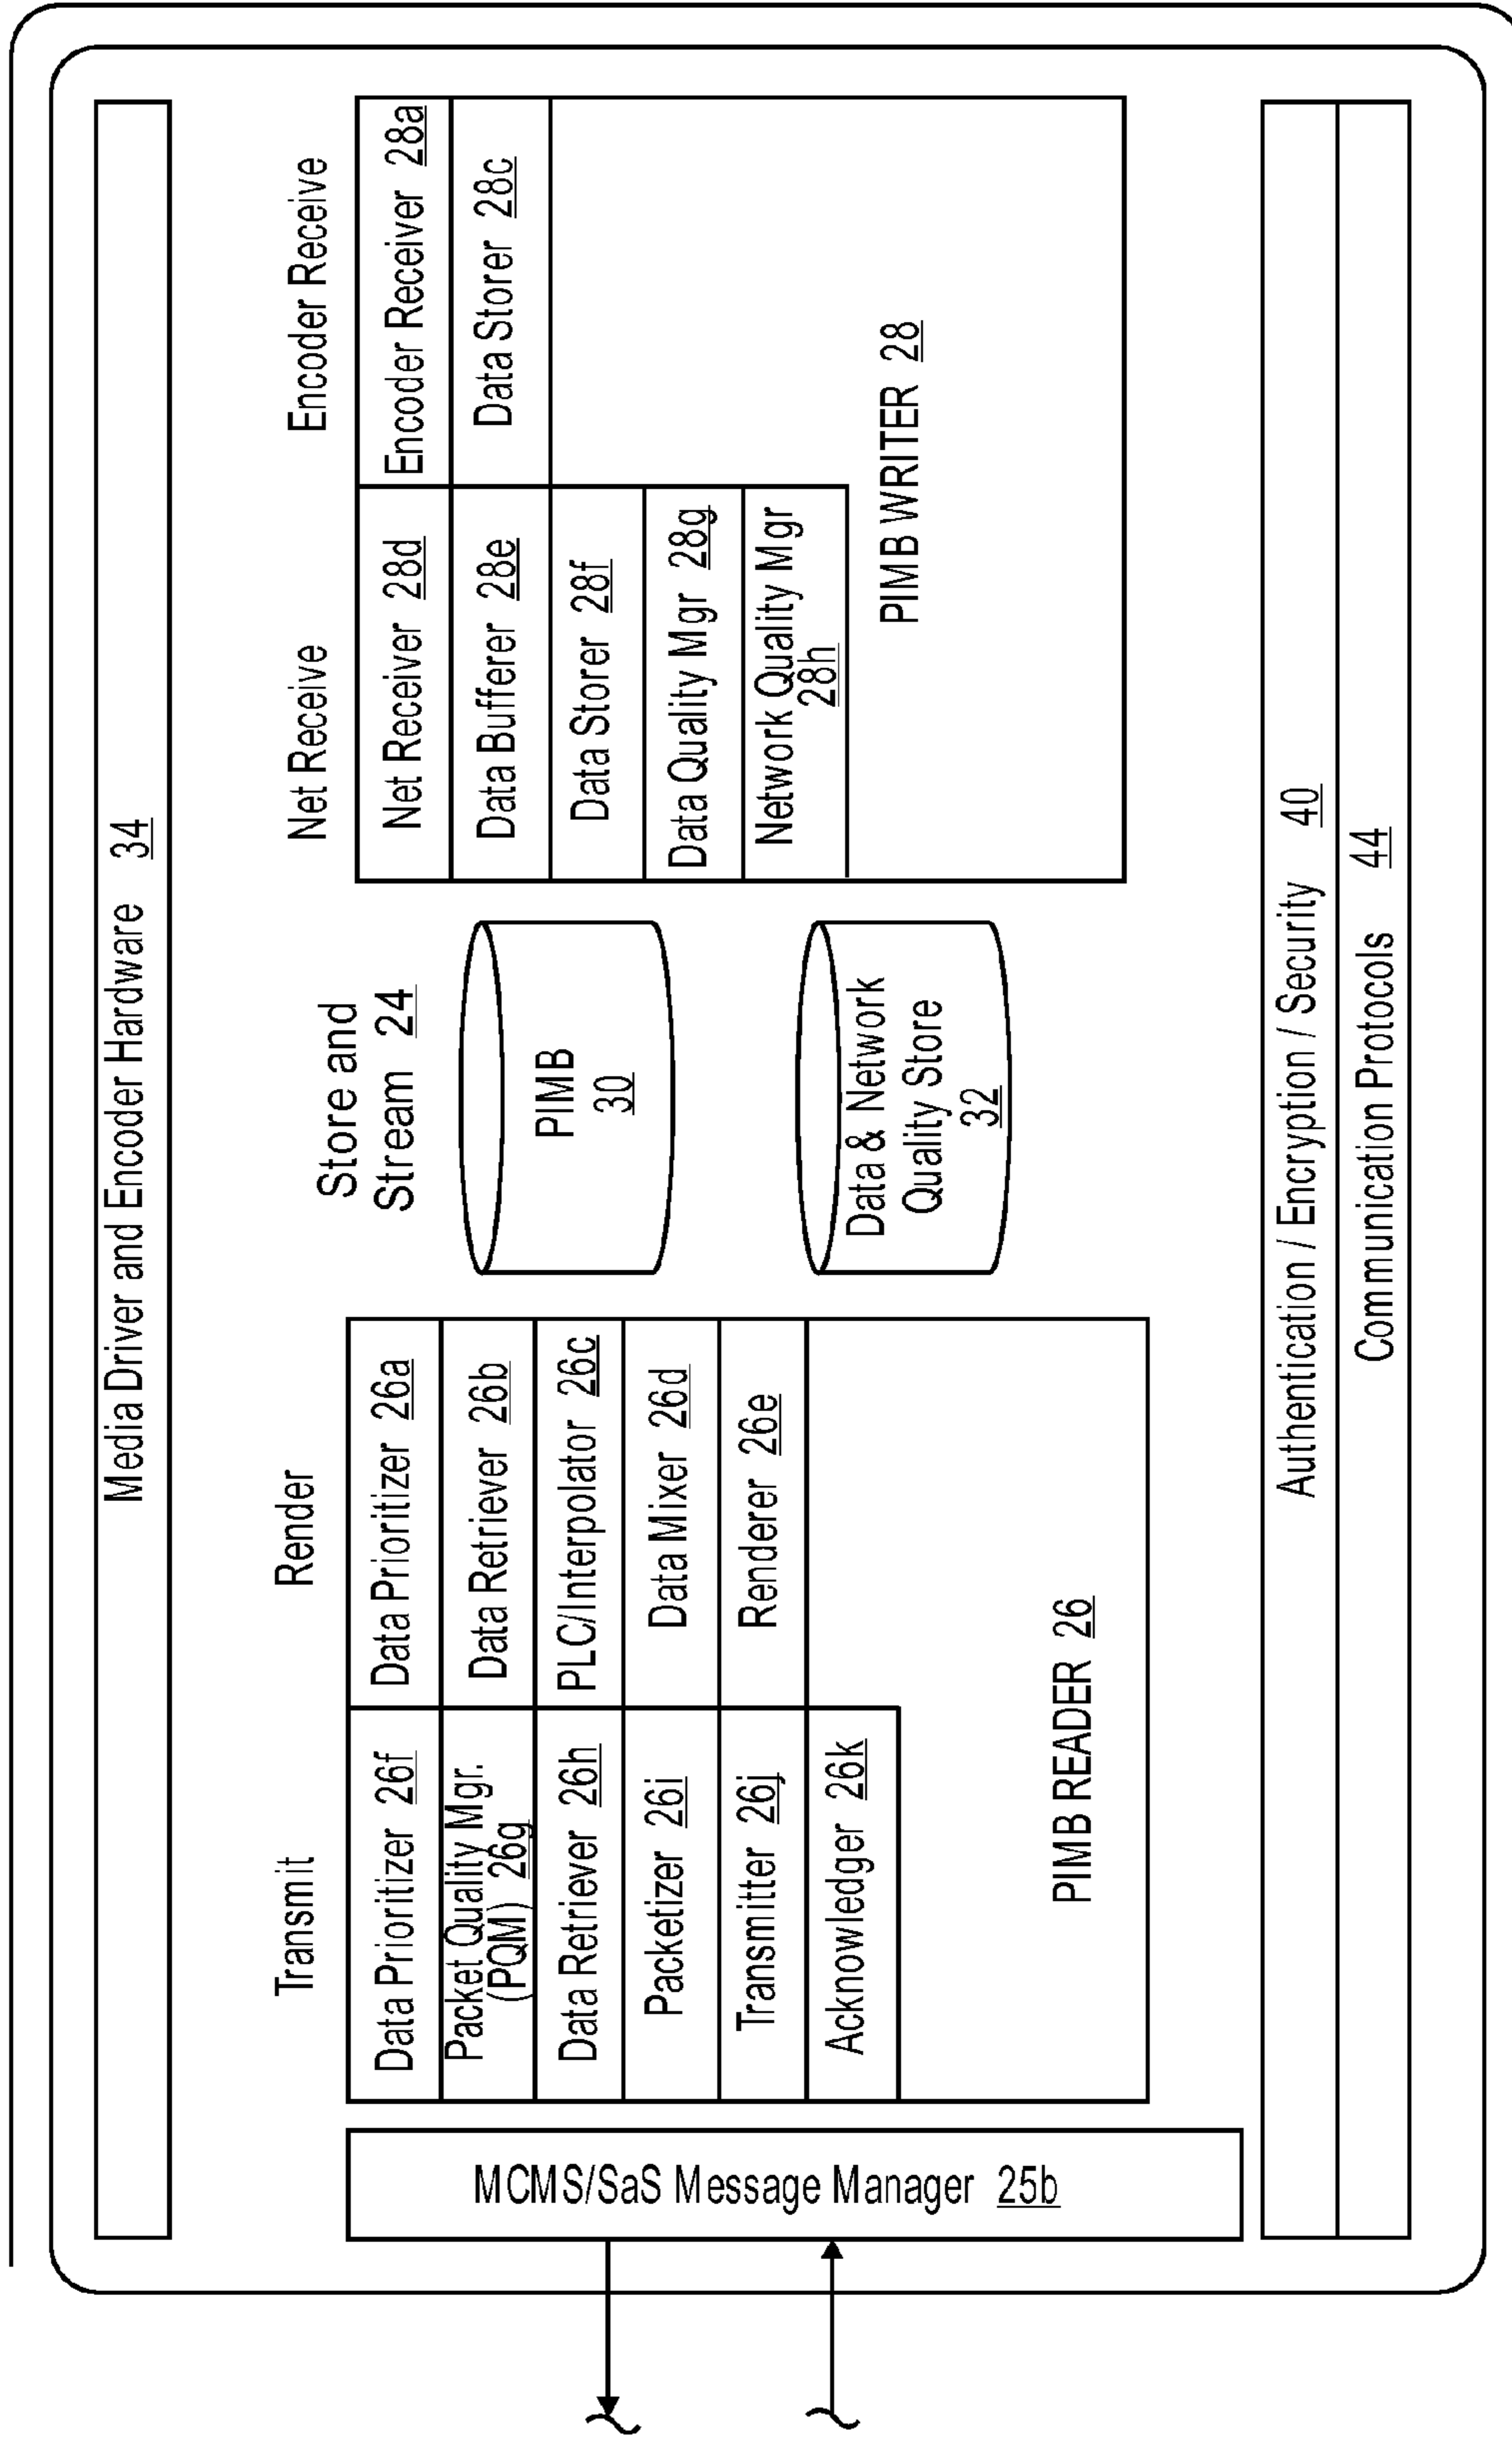 Media Driver and Encoder Hardware 34
MCMS/SaS Message Manager 25b
Transmit
Data Prioritizer 26f
Packet Quality Mgr.
(PQM) 26g
Data Retriever 26h
Packetizer 26i
Transmitter 26j
Acknowledger 26k
Render
Data Prioritizer 26a
Data Retriever 26b
PLC/Interpolator 26c
Data Mixer 26d
Renderer 26e
PIMB READER 26
Store and
Stream 24
PIMB
30
Data & Network
Quality Store
32
Net Receive
Net Receiver 28d
Data Bufferer 28e
Data Storer 28f
Data Quality Mgr 28g
Network Quality Mgr
28h
Encoder Receive
Encoder Receiver 28a
Data Storer 28c
PIMB WRITER 28
Authentication / Encryption / Security 40
Communication Protocols 44